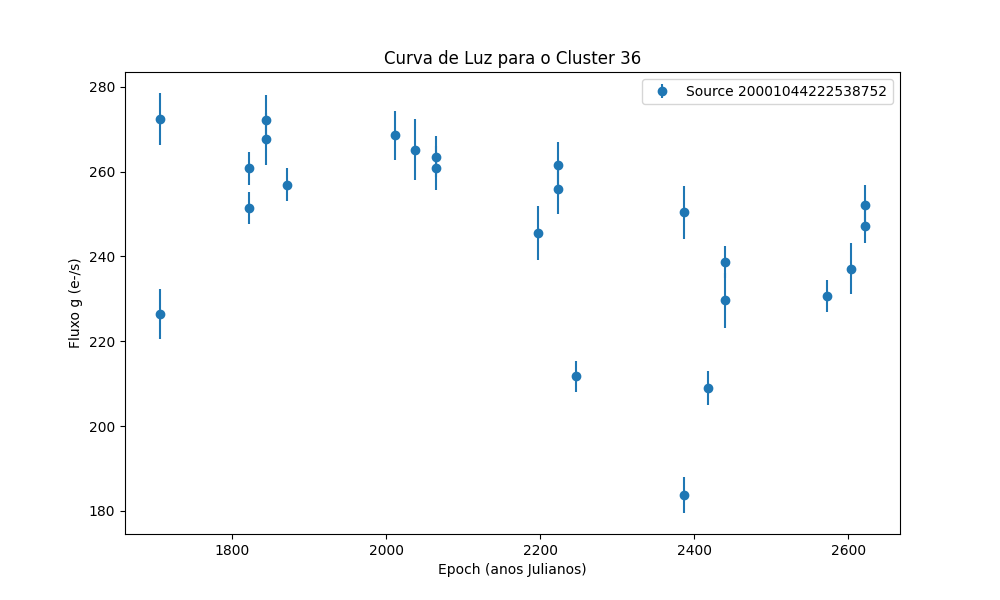 Curva de Luz para o Cluster 36
Source 20001044222538752
Fluxo g (e-/s)
280
260
240
220
200
180
1800
2000
2200
2400
2600
Epoch (anos Julianos)